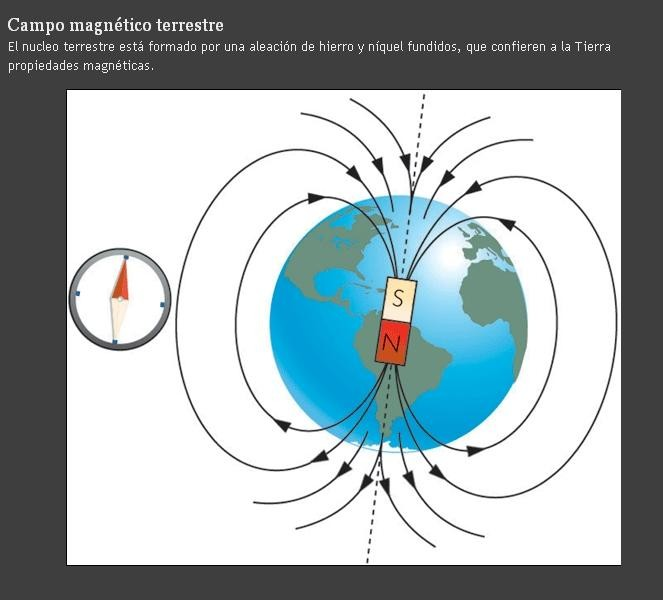 Campo magnético terrestre
El nucleo terrestre está formado por una aleación de hierro y níquel fundidos, que confieren a la Tierra
propiedades magnéticas.
S
N